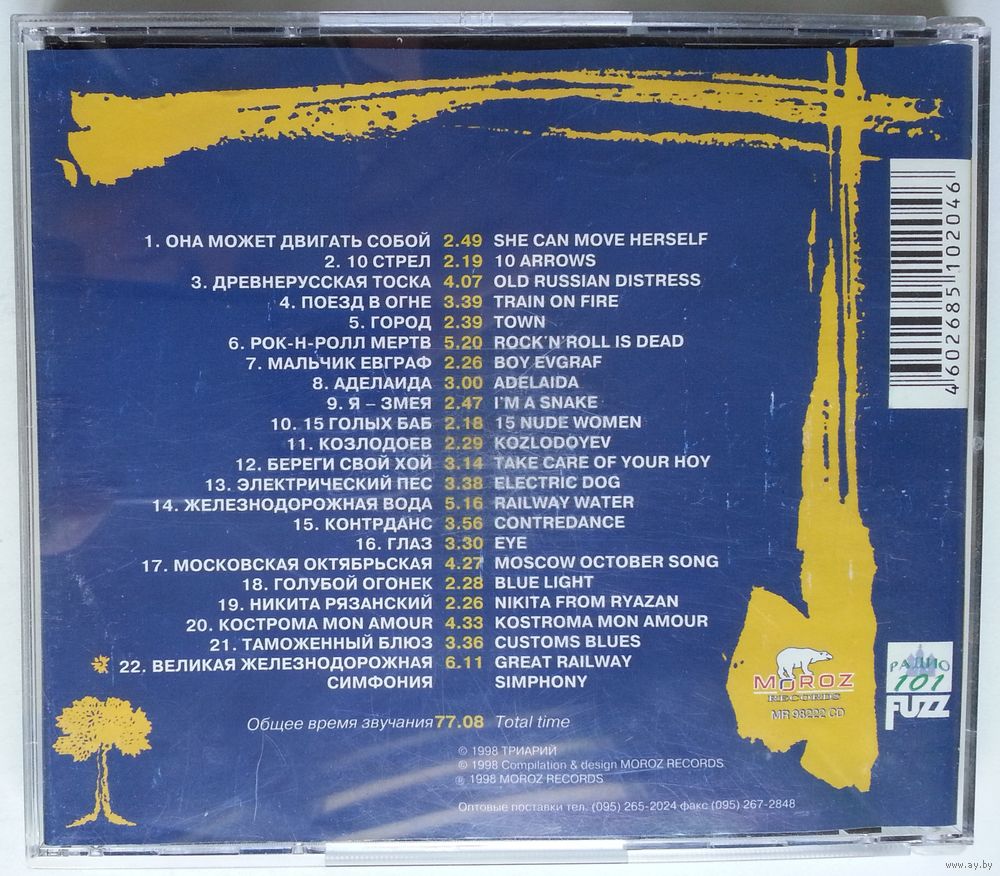 1. ОНА МОЖЕТ ДВИГАТЬ СОБОЙ 2.49 SHE CAN MOVE HERSELF
2. 10 СТРЕЛ 2.19 10 ARROWS
3. ДРЕВНЕРУССКАЯ ТОСКА 4.07 OLD RUSSIAN DISTRESS
4. ПОЕЗД В ОГНЕ 3.39 TRAIN ON FIRE
5. ГОРОД 2.39 TOWN
6. РОК-Н-РОЛЛ МЕРТВ 5.20 ROCK'N'ROLL IS DEAD
7. МАЛЬЧИК ЕВГРАФ 2.26 BOY EVGRAF
8. АДЕЛАИДА 3.00 ADELAIDA
9. Я – ЗМЕЯ 2.47 I'M A SNAKE
10. 15 ГОЛЫХ БАБ 2.18 15 NUDE WOMEN
11. КОЗЛОДОЕВ 2.29 KOZLODOYEV
12. БЕРЕГИ СВОЙ ХОЙ 3.14 TAKE CARE OF YOUR HOY
13. ЭЛЕКТРИЧЕСКИЙ ПЕС 3.38 ELECTRIC DOG
14. ЖЕЛЕЗНОДОРОЖНАЯ ВОДА 5.16 RAILWAY WATER
15. КОНТРДАНС 3.56 CONTREDANCE
16. ГЛАЗ 3.30 EYE
17. МОСКОВСКАЯ ОКТЯБРЬСКАЯ 4.27 MOSCOW OCTOBER SONG
18. ГОЛУБОЙ ОГОНЕК 2.28 BLUE LIGHT
19. НИКИТА РЯЗАНСКИЙ 2.26 NIKITA FROM RYAZAN
20. КОСТРОМА MON AMOUR 4.33 KOSTROMA MON AMOUR
21. ТАМОЖЕННЫЙ БЛЮЗ 3.36 CUSTOMS BLUES
22. ВЕЛИКАЯ ЖЕЛЕЗНОДОРОЖНАЯ 6.11 GREAT RAILWAY
СИМФОНИЯ SIMPHONY
Общее время звучания 77.08 Total time
© 1998 ТРИАРИЙ
© 1998 Compilation & design MOROZ RECORDS
℗ 1998 MOROZ RECORDS
Оптовые поставки тел. (095) 265-2024 факс (095) 267-2848
4602685102046
MOROZ
RECORDS
MR 98222 CD
РАДИО
101
FUZZ
www.ay.by